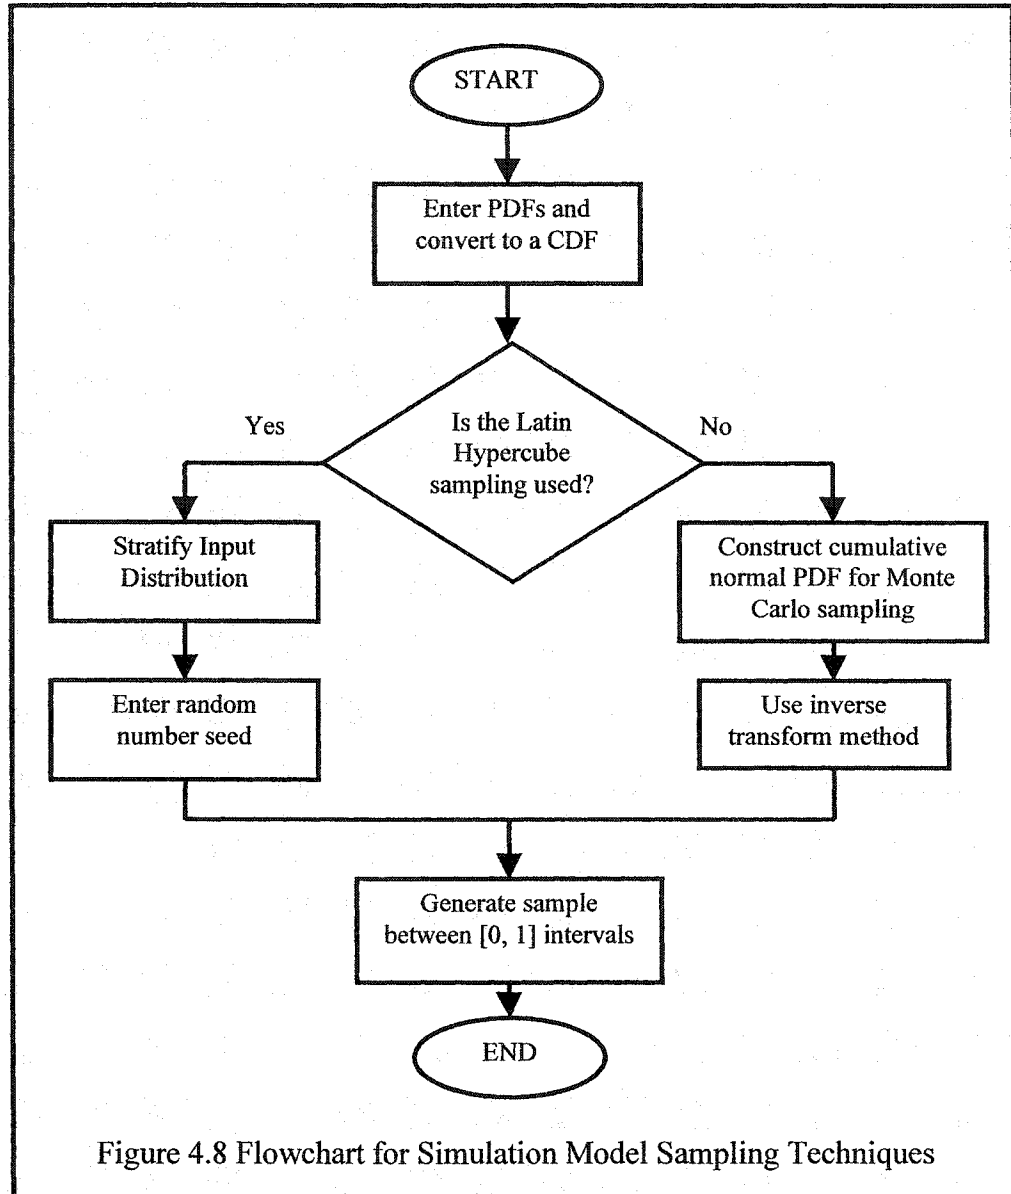 START
Enter PDFs and
convert to a CDF
Is the Latin
Hypercube
sampling used?
Yes
No
Stratify Input
Distribution
Construct cumulative
normal PDF for Monte
Carlo sampling
Enter random
number seed
Use inverse
transform method
Generate sample
between [0, 1] intervals
END
Figure 4.8 Flowchart for Simulation Model Sampling Techniques